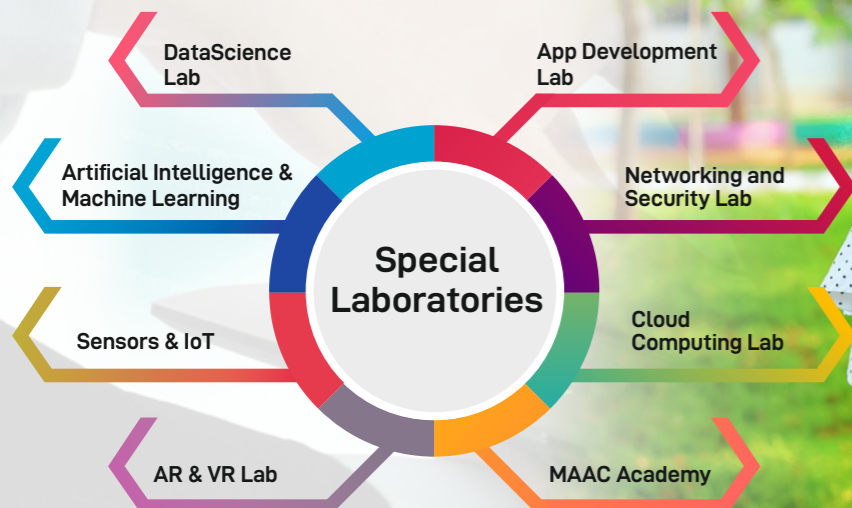 DataScience
Lab
App Development
Lab
Artificial Intelligence &
Machine Learning
Networking and
Security Lab
Special
Laboratories
Sensors & IoT
Cloud
Computing Lab
AR & VR Lab
MAAC Academy